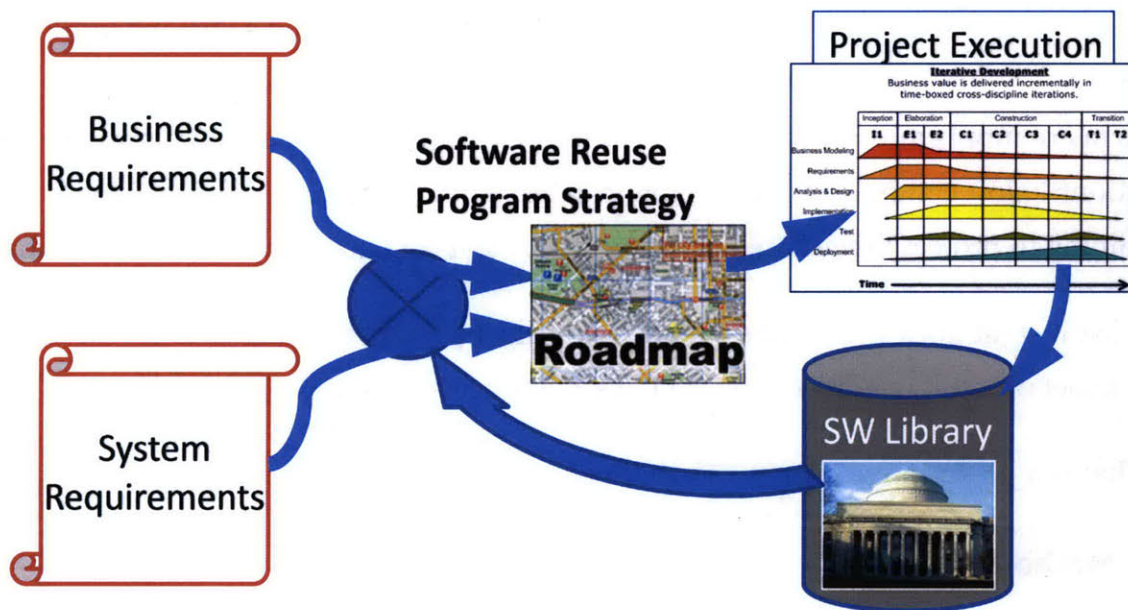 Business
Requirements
System
Requirements
Software Reuse
Program Strategy
Roadmap
Project Execution
Iterative Development
Business value is delivered incrementally in
time-boxed cross-discipline iterations.
Inception Elaboration Construction Transition
I1 E1 E2 C1 C2 C3 C4 T1 T2
Business Modeling
Requirements
Analysis & Design
Implementation
Test
Deployment
Time
SW Library